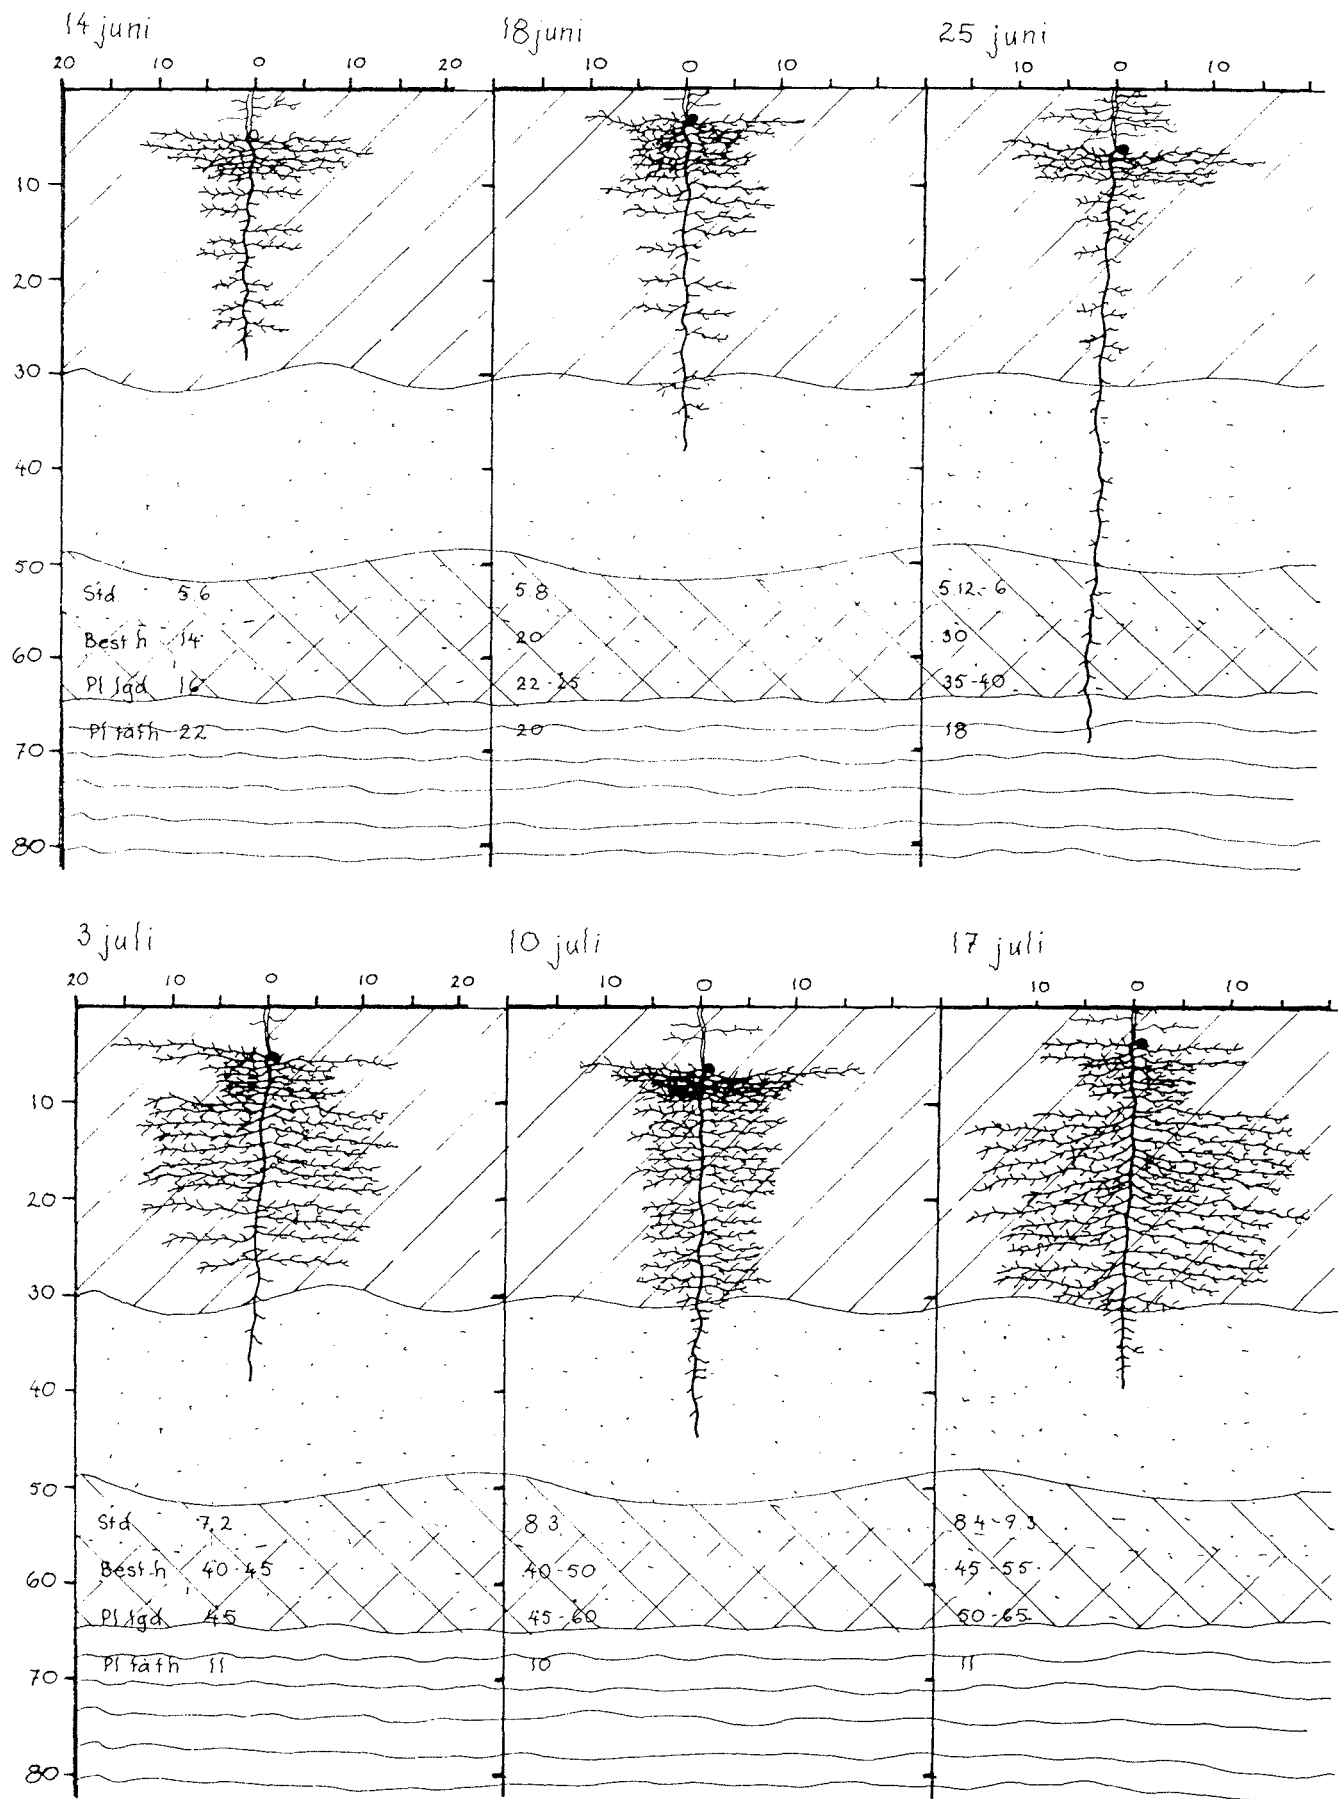 14 juni 18 juni 25 juni
20 10 0 10 20 10 0 10 10 0 10
10
20
30
40
50
Std 5.6 5.8 5.12-6
Best h 14 20 30
60
Pl lgd 16 22-25 35-40
Pl täth 22 20 18
70
80
3 juli 10 juli 17 juli
20 10 0 10 20 10 0 10 10 0 10
10
20
30
40
50
Std 7.2 8.3 8.4-9.3
Best h 40-45 40-50 45-55
60
Pl lgd 45 45-60 50-65
Pl täth 11 10 11
70
80